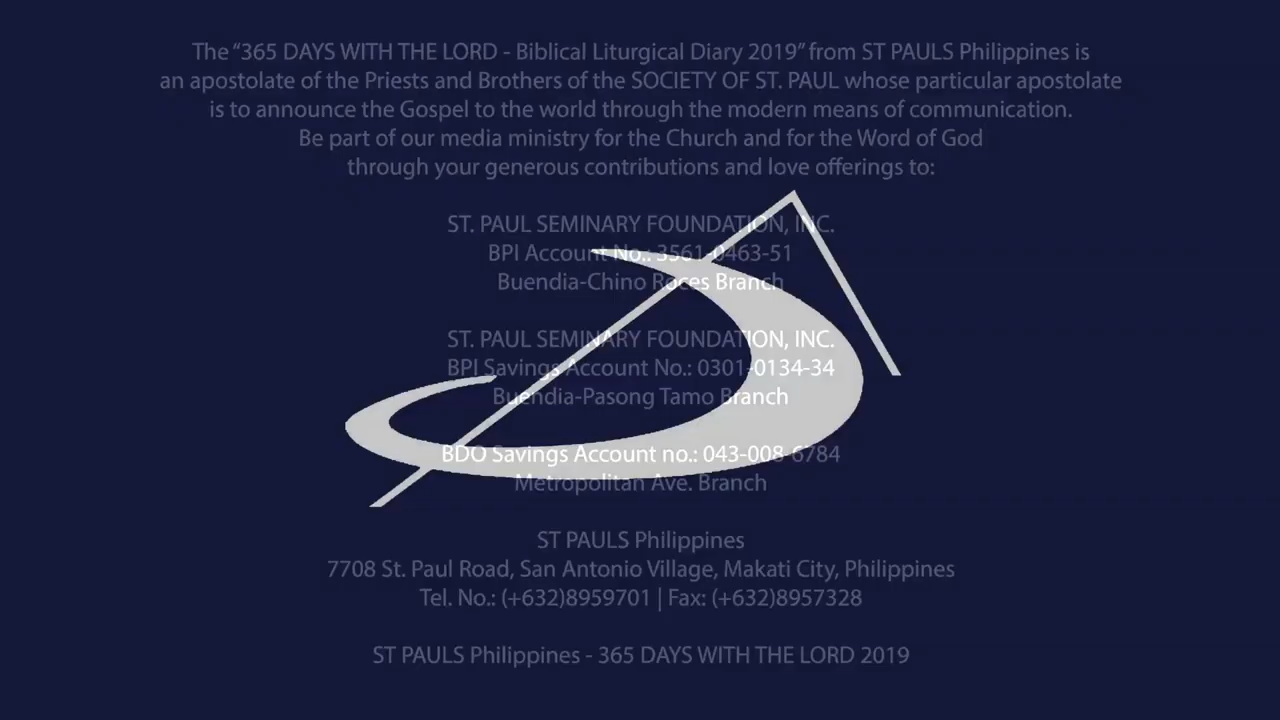 The “365 DAYS WITH THE LORD - Biblical Liturgical Diary 2019” from ST PAULS Philippines is
an apostolate of the Priests and Brothers of the SOCIETY OF ST. PAUL whose particular apostolate
is to announce the Gospel to the world through the modern means of communication.
Be part of our media ministry for the Church and for the Word of God
through your generous contributions and love offerings to:
ST. PAUL SEMINARY FOUNDATION, INC.
BPI Account No.: 3561-0463-51
Buendia-Chino Roces Branch
ST. PAUL SEMINARY FOUNDATION, INC.
BPI Savings Account No.: 0301-0134-34
Buendia-Pasong Tamo Branch
BDO Savings Account no.: 043-008-6784
Metropolitan Ave. Branch
ST PAULS Philippines
7708 St. Paul Road, San Antonio Village, Makati City, Philippines
Tel. No.: (+632)8959701 | Fax: (+632)8957328
ST PAULS Philippines - 365 DAYS WITH THE LORD 2019